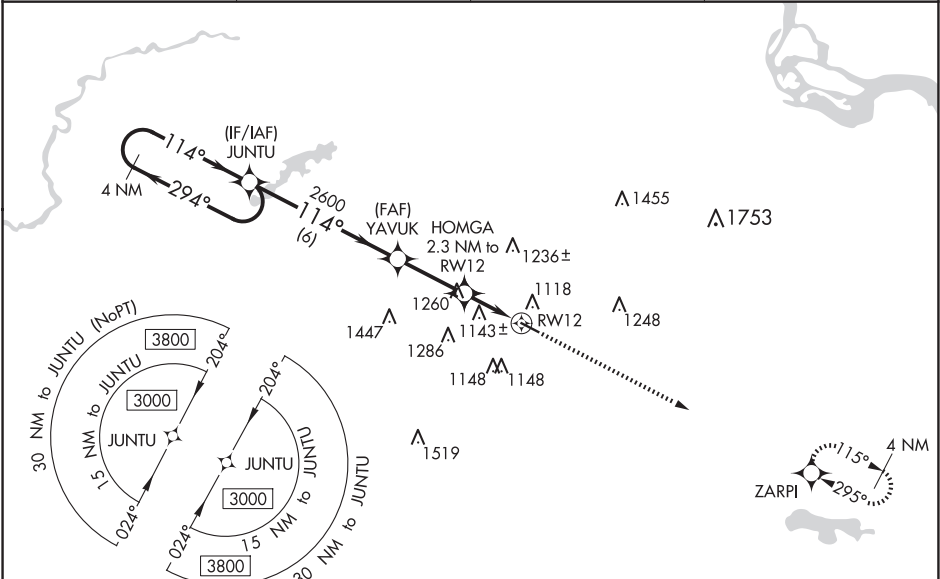 (IF/IAF)
JUNTU
114°
4 NM
294°
2600
114°
(6)
(FAF)
YAVUK
HOMGA
2.3 NM to
RW12
1455
1753
1236±
1260
1118
1447
1143±
RW12
1248
1286
1148
1148
1519
30 NM to JUNTU (NoPT)
3800
204°
15 NM to JUNTU
3000
JUNTU
024°
204°
JUNTU
3000
15 NM to JUNTU
024°
3800
30 NM to JUNTU
115°
4 NM
ZARPI
295°